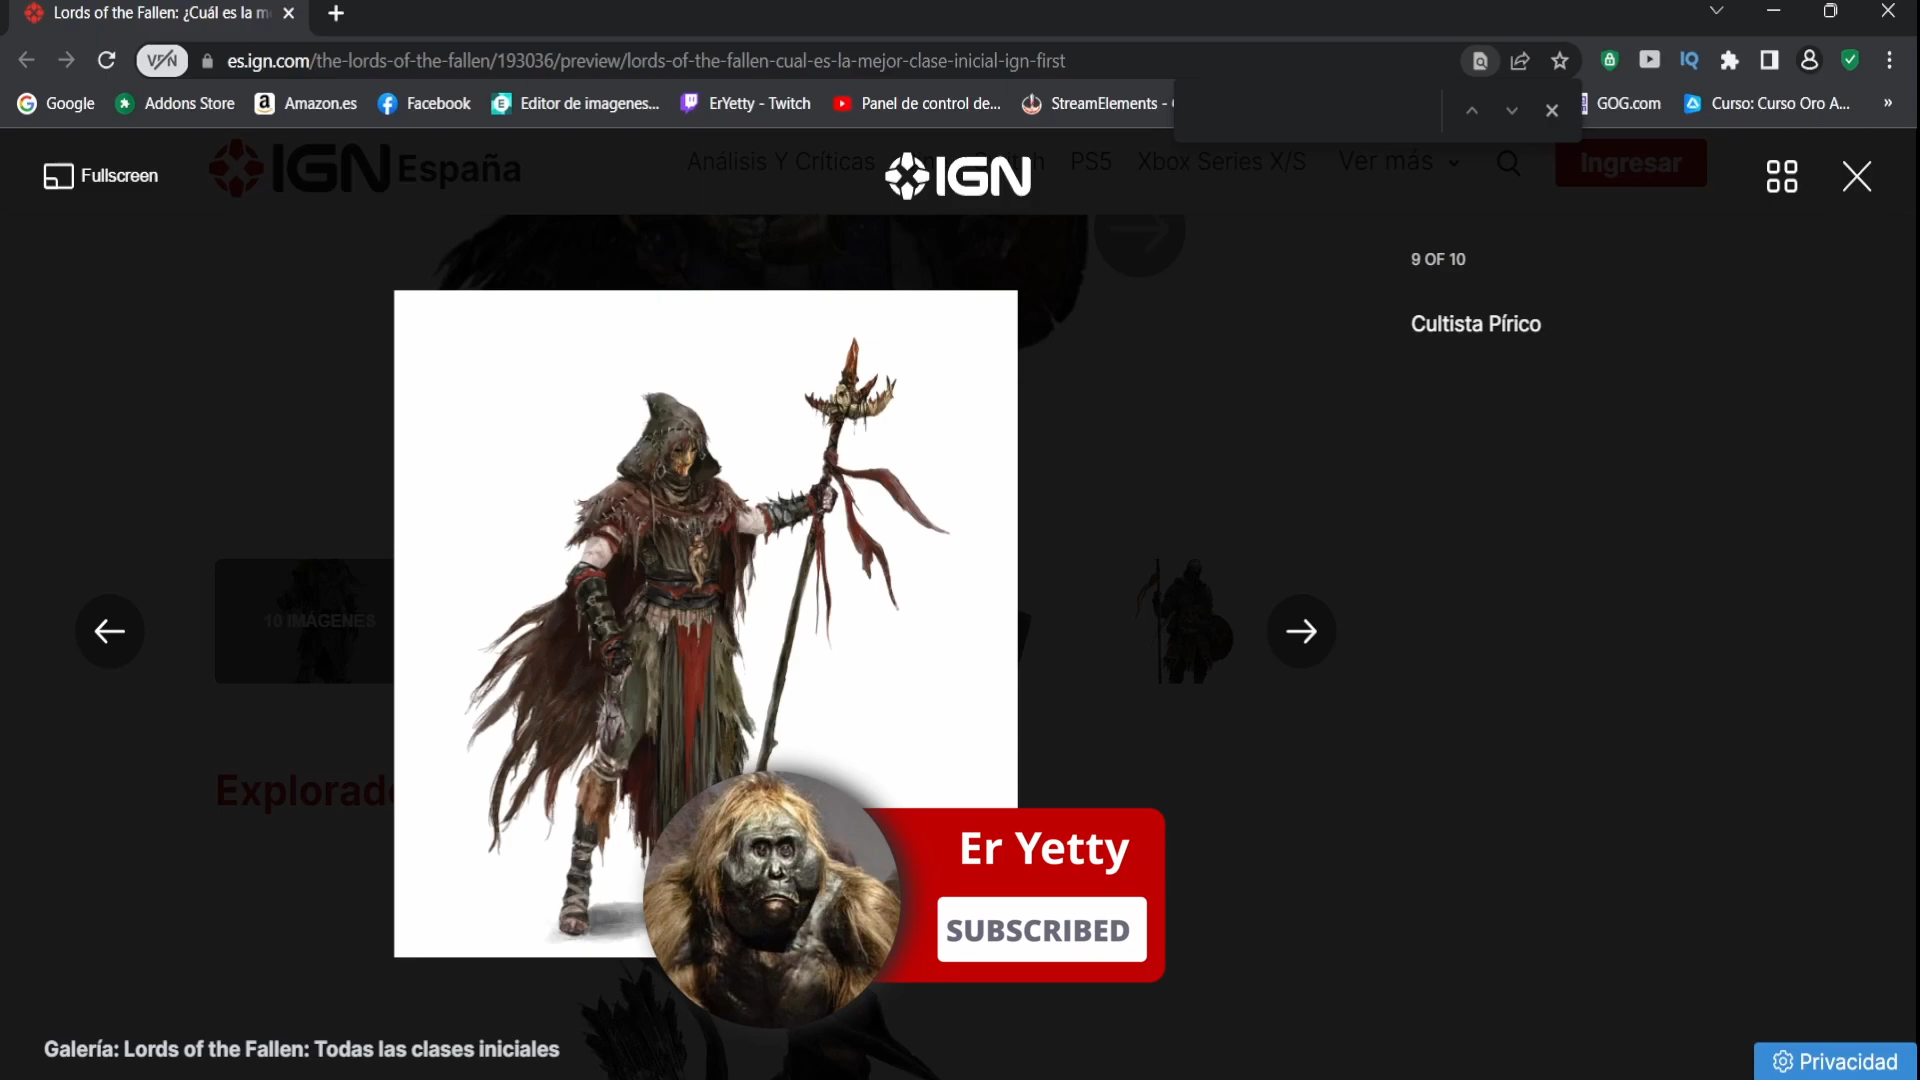 Lords of the Fallen: ¿Cuál es la m
VPN
es.ign.com/the-lords-of-the-fallen/193036/preview/lords-of-the-fallen-cual-es-la-mejor-clase-inicial-ign-first
IQ
Google
Addons Store
Amazon.es
Facebook
Editor de imagenes...
ErYetty - Twitch
Panel de control de...
StreamElements -
GOG.com
Curso: Curso Oro A...
»
Fullscreen
IGN España
Análisis Y Críticas
PS5
Xbox Series X/S
Ver más
Ingresar
IGN
9 OF 10
Cultista Pírico
10 IMÁGENES
Explorad
Er Yetty
SUBSCRIBED
Galería: Lords of the Fallen: Todas las clases iniciales
Privacidad